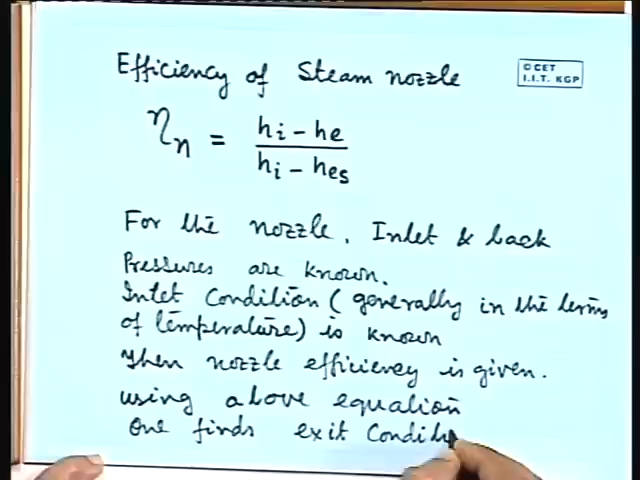 Efficiency of Steam nozzle
© CET
I.I.T. KGP
ηn = (hi - he) / (hi - hes)
For the nozzle, Inlet & back
Pressures are known.
Inlet Condition (generally in the terms
of temperature) is known
Then nozzle efficiency is given.
using above equation
One finds exit